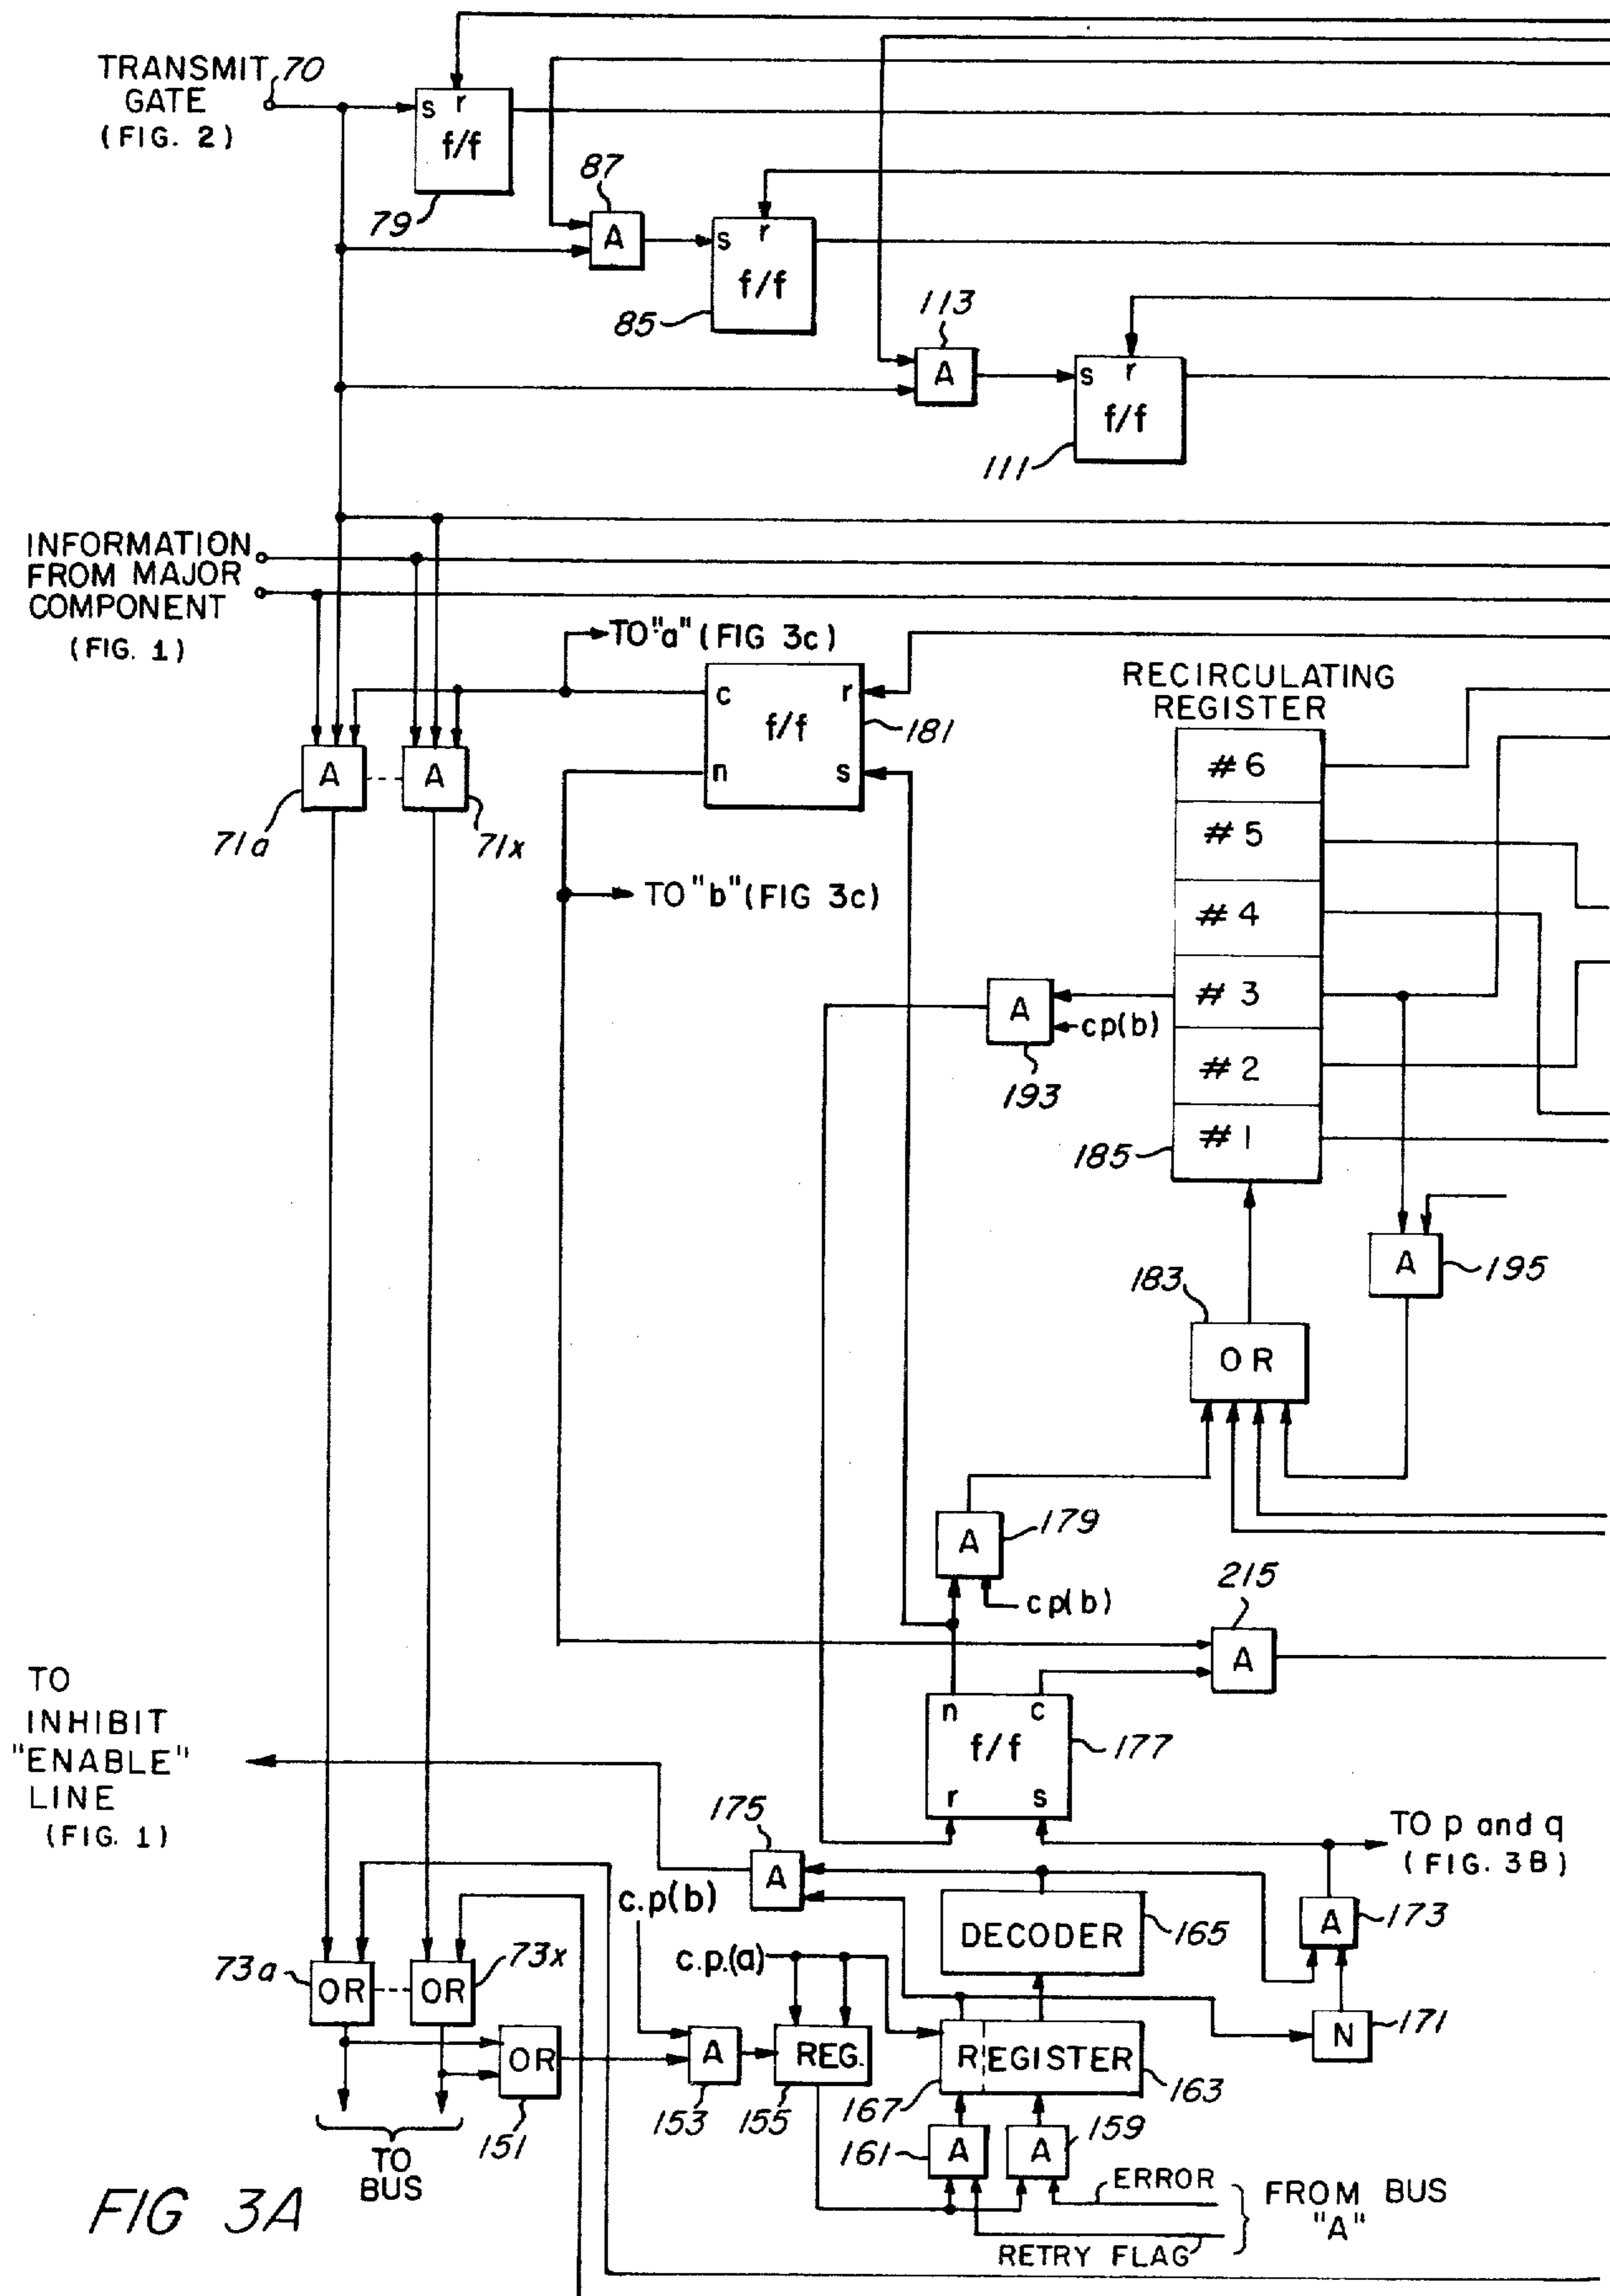 TRANSMIT 70
GATE
(FIG. 2)
s r
f/f
79
87
A
s r
f/f
85
113
A
s r
f/f
111
INFORMATION
FROM MAJOR
COMPONENT
(FIG. 1)
TO "a" (FIG 3c)
c r
f/f
n s
181
RECIRCULATING
REGISTER
# 6
# 5
# 4
# 3
# 2
# 1
185
A
A
71a
71x
TO "b" (FIG 3c)
A
cp(b)
193
A
195
183
OR
A
179
cp(b)
215
A
TO
INHIBIT
"ENABLE"
LINE
(FIG. 1)
n c
f/f
r s
177
175
A
TO p and q
(FIG. 3B)
c.p(b)
c.p.(a)
DECODER
165
A
173
73a
OR
OR
73x
N
171
OR
151
A
153
REG.
155
REGISTER
167
163
161
A
A
159
TO
BUS
ERROR
RETRY FLAG
FROM BUS
"A"
FIG 3A